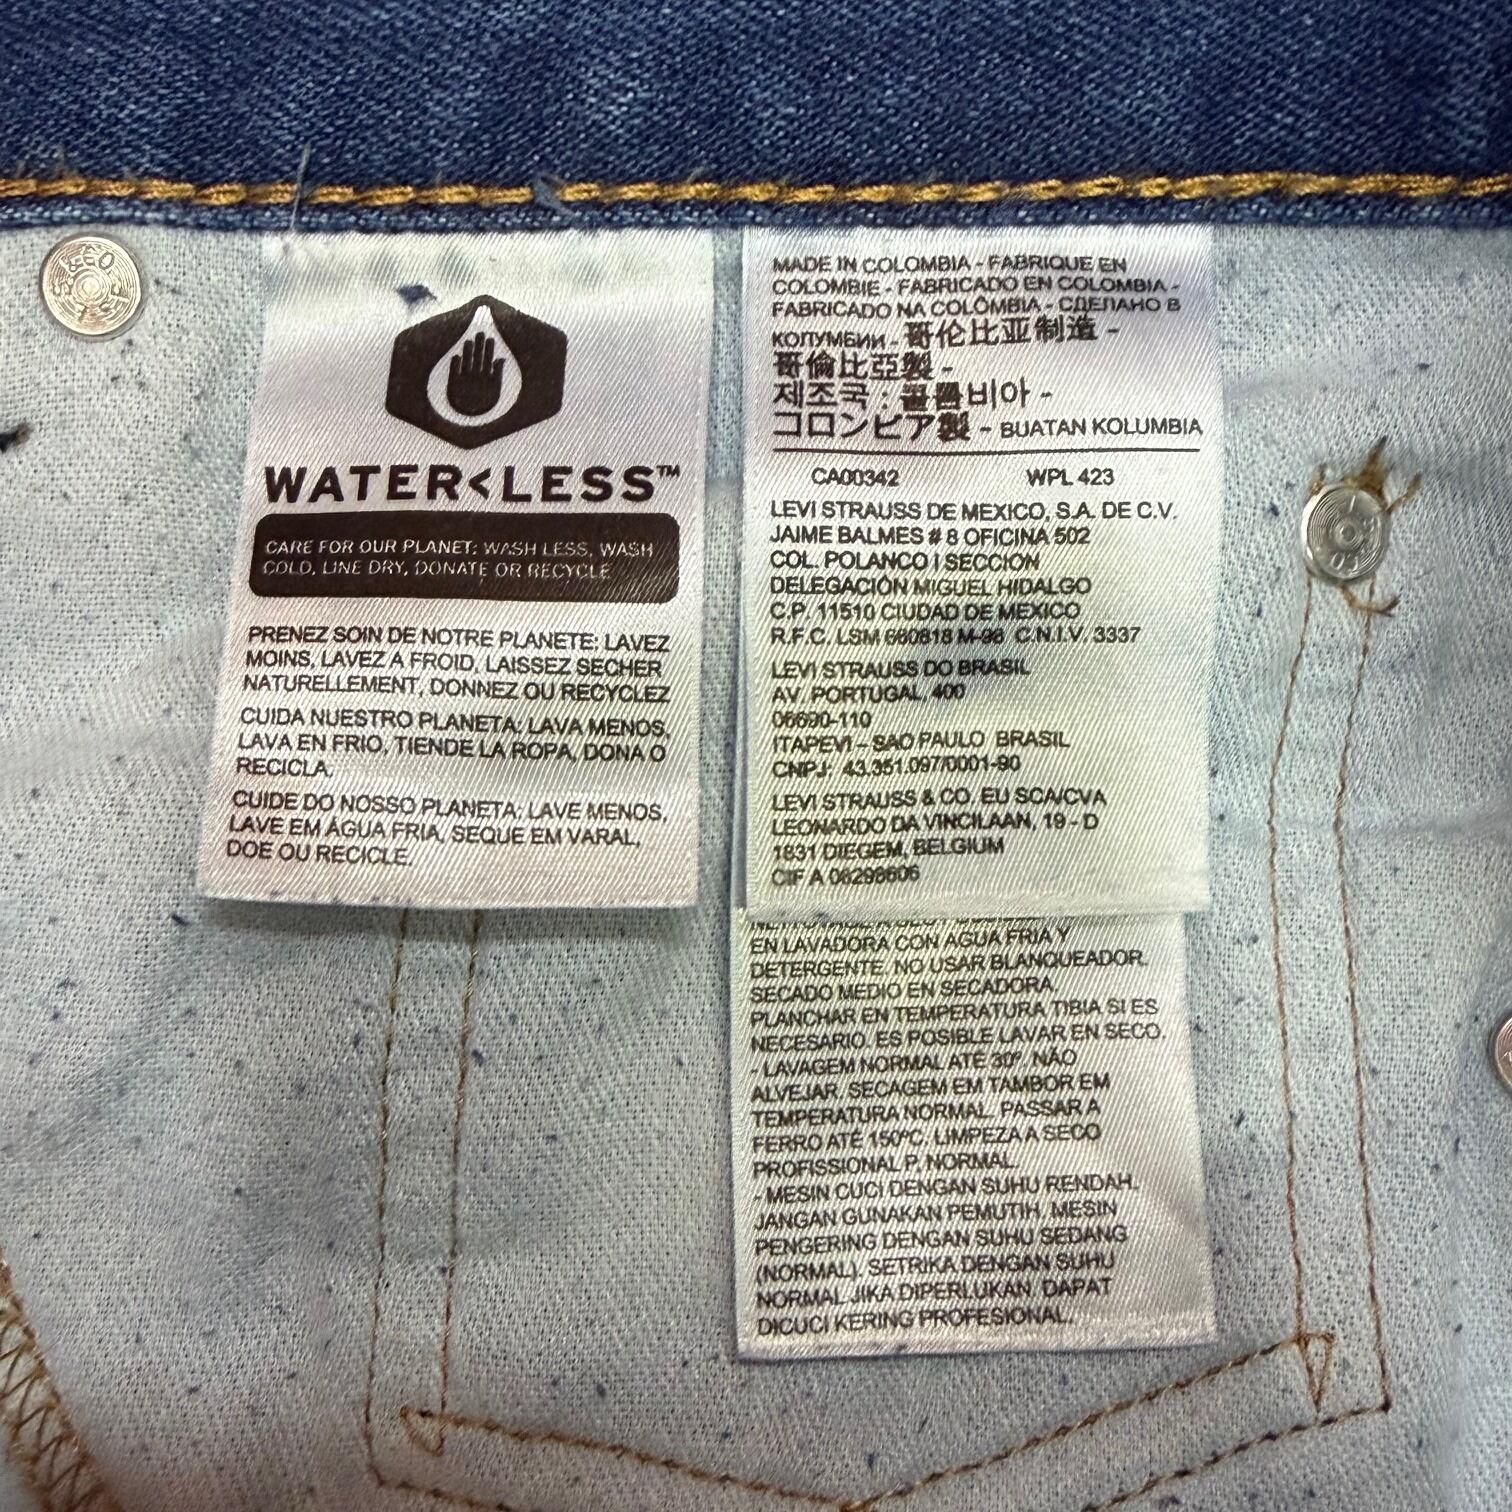 WATER<LESS™
CARE FOR OUR PLANET: WASH LESS, WASH
COLD, LINE DRY, DONATE OR RECYCLE
PRENEZ SOIN DE NOTRE PLANETE: LAVEZ
MOINS, LAVEZ A FROID, LAISSEZ SECHER
NATURELLEMENT, DONNEZ OU RECYCLEZ
CUIDA NUESTRO PLANETA: LAVA MENOS,
LAVA EN FRIO, TIENDE LA ROPA, DONA O
RECICLA.
CUIDE DO NOSSO PLANETA: LAVE MENOS,
LAVE EM ÁGUA FRIA, SEQUE EM VARAL,
DOE OU RECICLE.
MADE IN COLOMBIA - FABRIQUE EN
COLOMBIE - FABRICADO EN COLOMBIA -
FABRICADO NA COLÔMBIA - СДЕЛАНО В
КОЛУМБИИ - 哥伦比亚制造 -
哥倫比亞製 -
제조국 : 콜롬비아 -
コロンビア製 - BUATAN KOLUMBIA
CA00342 WPL 423
LEVI STRAUSS DE MEXICO, S.A. DE C.V.
JAIME BALMES # 8 OFICINA 502
COL. POLANCO I SECCION
DELEGACIÓN MIGUEL HIDALGO
C.P. 11510 CIUDAD DE MEXICO
R.F.C. LSM 660818 M-98 C.N.I.V. 3337
LEVI STRAUSS DO BRASIL
AV. PORTUGAL, 400
06690-110
ITAPEVI - SAO PAULO BRASIL
CNPJ: 43.351.097/0001-90
LEVI STRAUSS & CO. EU SCA/CVA
LEONARDO DA VINCILAAN, 19 - D
1831 DIEGEM, BELGIUM
CIF A 08298606
EN LAVADORA CON AGUA FRIA Y
DETERGENTE. NO USAR BLANQUEADOR.
SECADO MEDIO EN SECADORA.
PLANCHAR EN TEMPERATURA TIBIA SI ES
NECESARIO. ES POSIBLE LAVAR EN SECO.
- LAVAGEM NORMAL ATÉ 30º. NÃO
ALVEJAR. SECAGEM EM TAMBOR EM
TEMPERATURA NORMAL. PASSAR A
FERRO ATÉ 150ºC. LIMPEZA A SECO
PROFISSIONAL P, NORMAL.
- MESIN CUCI DENGAN SUHU RENDAH.
JANGAN GUNAKAN PEMUTIH. MESIN
PENGERING DENGAN SUHU SEDANG
(NORMAL). SETRIKA DENGAN SUHU
NORMAL JIKA DIPERLUKAN. DAPAT
DICUCI KERING PROFESIONAL.